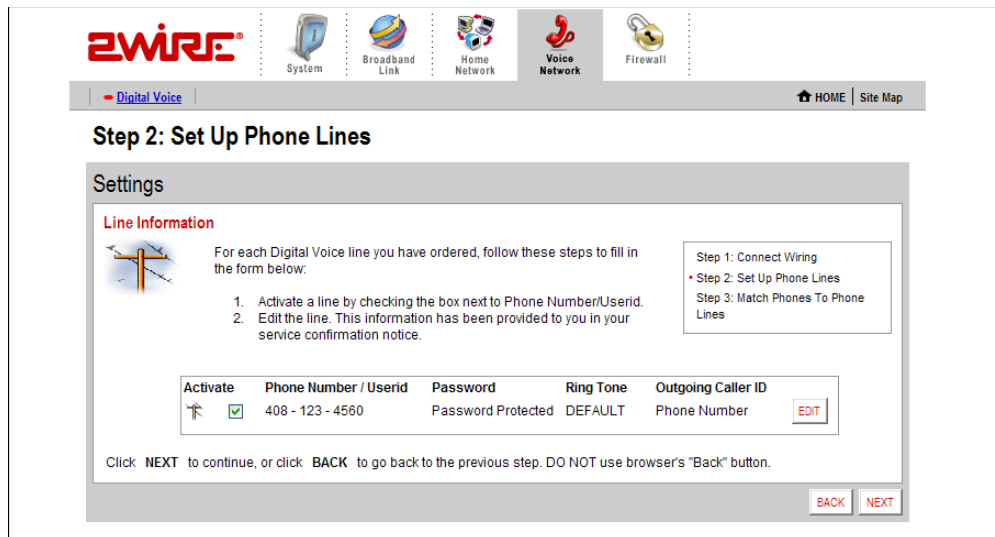 2WIRE®
System
Broadband
Link
Home
Network
Voice
Network
Firewall
Digital Voice
HOME | Site Map
Step 2: Set Up Phone Lines
Settings
Line Information
For each Digital Voice line you have ordered, follow these steps to fill in
the form below:
1. Activate a line by checking the box next to Phone Number/Userid.
2. Edit the line. This information has been provided to you in your
service confirmation notice.
Step 1: Connect Wiring
• Step 2: Set Up Phone Lines
Step 3: Match Phones To Phone
Lines
Activate Phone Number / Userid Password Ring Tone Outgoing Caller ID
408 - 123 - 4560 Password Protected DEFAULT Phone Number EDIT
Click NEXT to continue, or click BACK to go back to the previous step. DO NOT use browser's "Back" button.
BACK NEXT